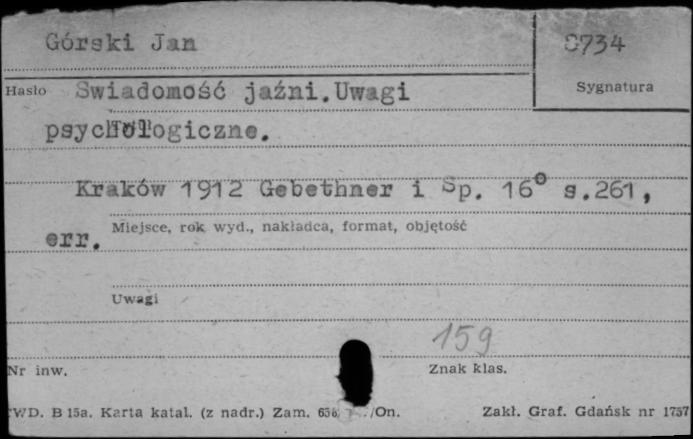 Górski Jan
8734
Sygnatura
Hasło Swiadomość jaźni.Uwagi
psychologiczne.
Kraków 1912 Gebethner i Sp. 16° s.261,
Miejsce, rok wyd., nakładca, format, objętość
err.
Uwagi
159
Nr inw. Znak klas.
WD. B 15a. Karta katal. (z nadr.) Zam. /On. Zakł. Graf. Gdańsk nr 1757